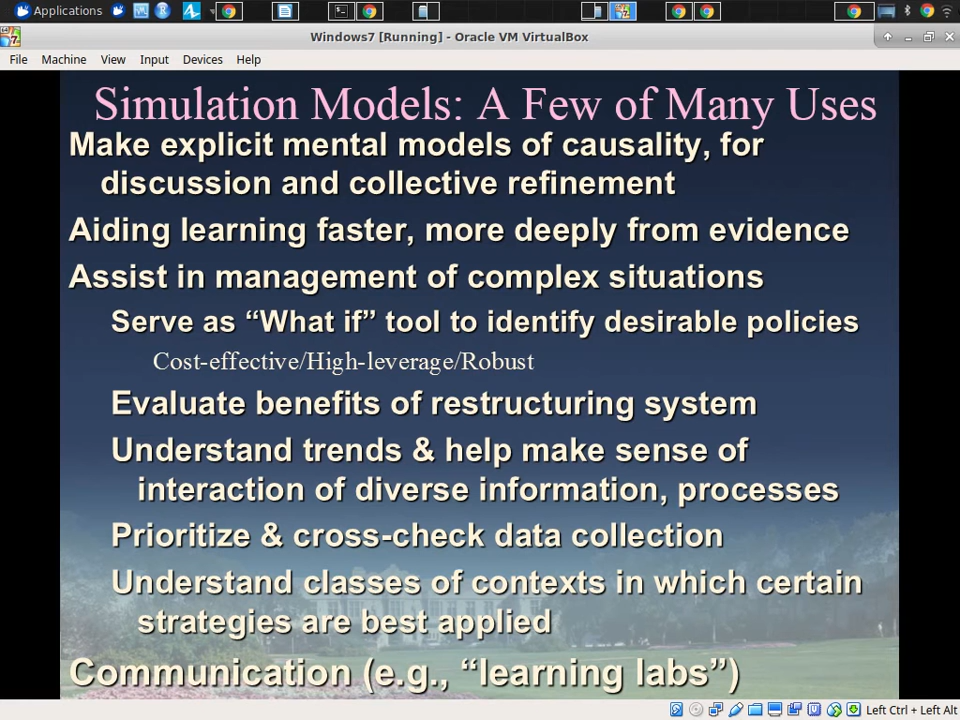 Applications
Windows7 [Running] - Oracle VM VirtualBox
File Machine View Input Devices Help
Simulation Models: A Few of Many Uses
Make explicit mental models of causality, for
discussion and collective refinement
Aiding learning faster, more deeply from evidence
Assist in management of complex situations
Serve as “What if” tool to identify desirable policies
Cost-effective/High-leverage/Robust
Evaluate benefits of restructuring system
Understand trends & help make sense of
interaction of diverse information, processes
Prioritize & cross-check data collection
Understand classes of contexts in which certain
strategies are best applied
Communication (e.g., “learning labs”)
Left Ctrl + Left Alt